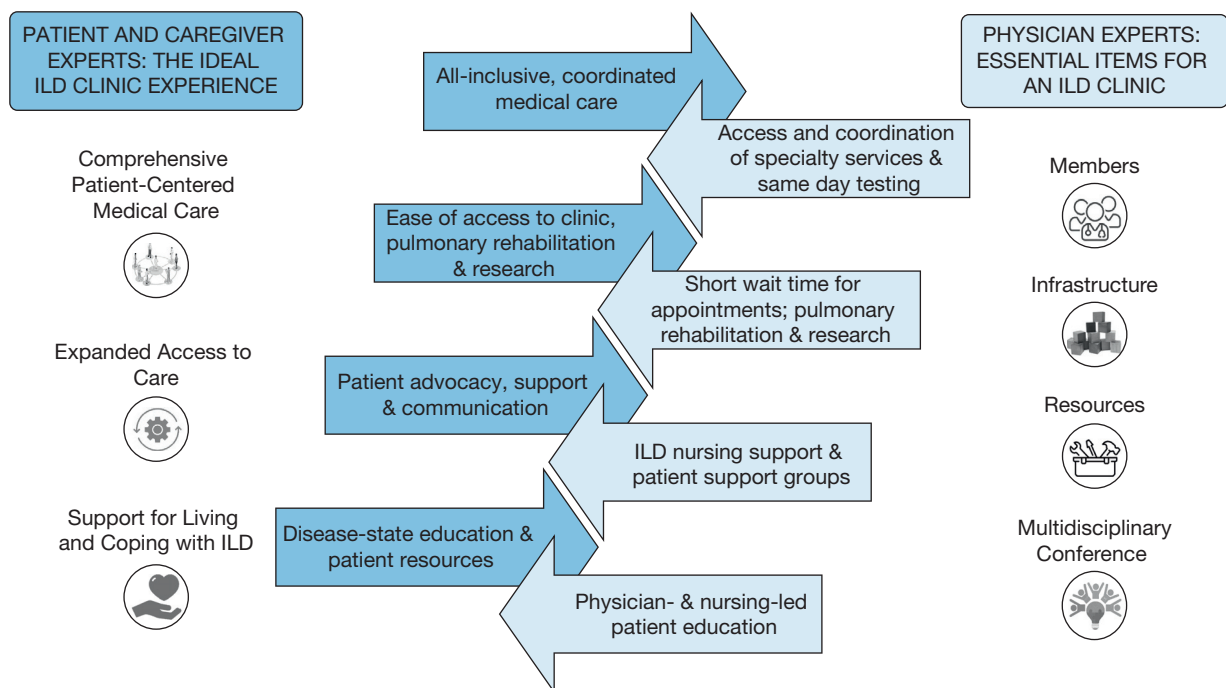 PATIENT AND CAREGIVER
EXPERTS: THE IDEAL
ILD CLINIC EXPERIENCE
Comprehensive
Patient-Centered
Medical Care
Expanded Access to
Care
Support for Living
and Coping with ILD
All-inclusive, coordinated
medical care
Access and coordination
of specialty services &
same day testing
Ease of access to clinic,
pulmonary rehabilitation
& research
Short wait time for
appointments; pulmonary
rehabilitation & research
Patient advocacy, support
& communication
ILD nursing support &
patient support groups
Disease-state education &
patient resources
Physician- & nursing-led
patient education
PHYSICIAN EXPERTS:
ESSENTIAL ITEMS FOR
AN ILD CLINIC
Members
Infrastructure
Resources
Multidisciplinary
Conference